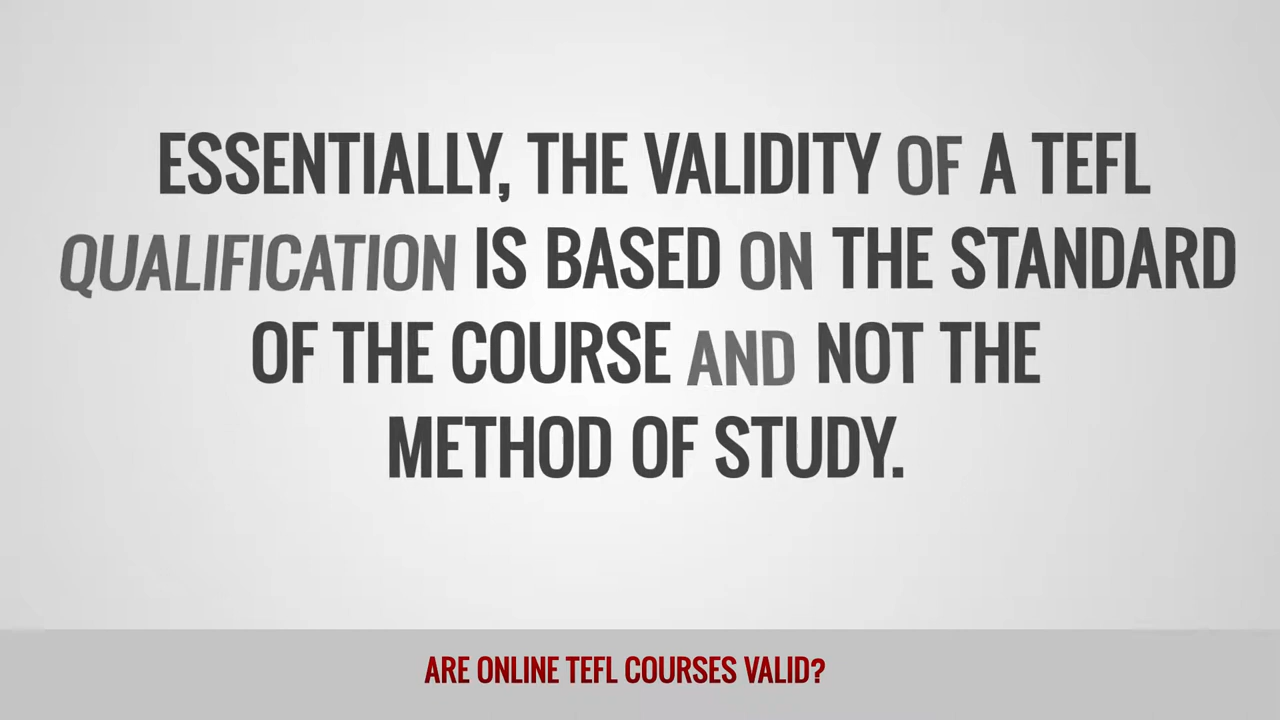 ESSENTIALLY, THE VALIDITY OF A TEFL
QUALIFICATION IS BASED ON THE STANDARD
OF THE COURSE AND NOT THE
METHOD OF STUDY.
ARE ONLINE TEFL COURSES VALID?